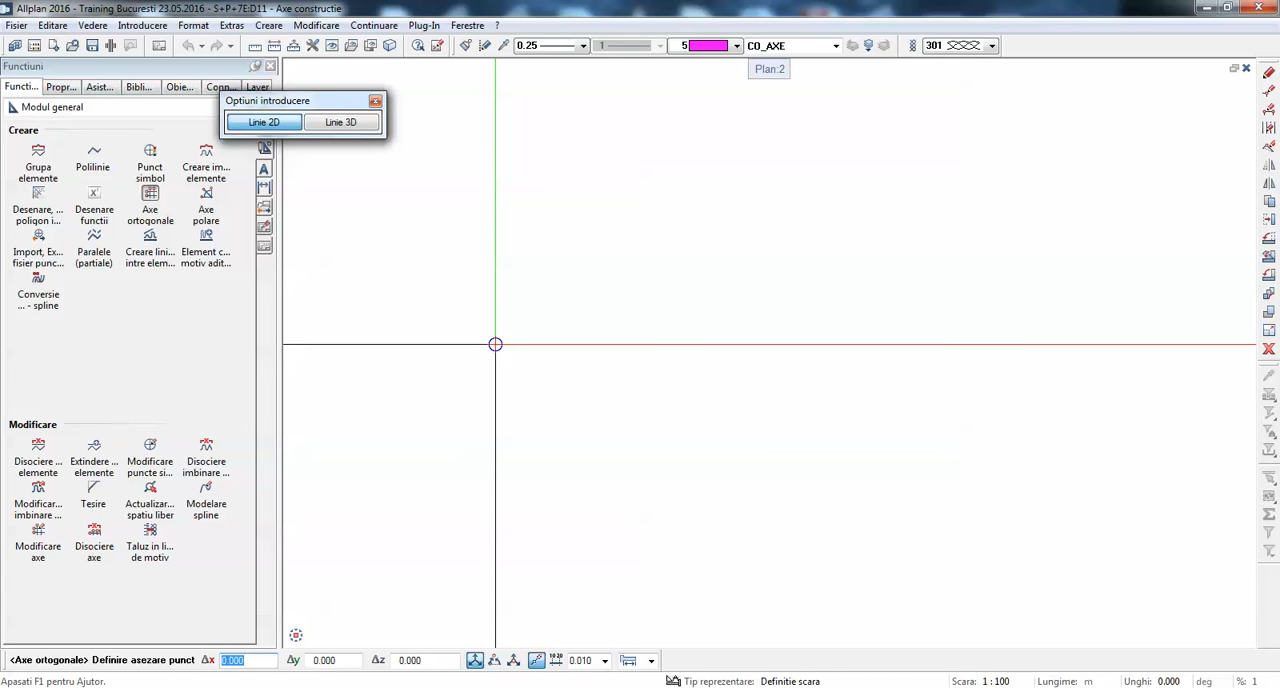 Allplan 2016 - Training Bucuresti 23.05.2016 - S+P+7E:D11 - Axe constructie
Fisier Editare Vedere Introducere Format Extras Creare Modificare Continuare Plug-In Ferestre ?
0.25 1 5 CO_AXE 301
Functiuni
Plan:2
Functi... Propr... Asist... Bibli... Obie... Conn... Layer
Optiuni introducere
Modul general
Linie 2D Linie 3D
Creare
Grupa elemente
Polilinie
Punct simbol
Creare im... elemente
Desenare, ... poligon i...
Desenare functii
Axe ortogonale
Axe polare
Import, Ex... fisier punc...
Paralele (partiale)
Creare lini... intre elem...
Element c... motiv adit...
Conversie ... - spline
Modificare
Disociere ... elemente
Extindere ... elemente
Modificare puncte si...
Disociere imbinare ...
Modificar... imbinare ...
Tesire
Actualizar... spatiu liber
Modelare spline
Modificare axe
Disociere axe
Taluz in li... de motiv
<Axe ortogonale> Definire asezare punct Δx 0.000 Δy 0.000 Δz 0.000 0.010
Apasati F1 pentru Ajutor. Tip reprezentare: Definitie scara Scara: 1 : 100 Lungime: m Unghi: 0.000 deg %: 1